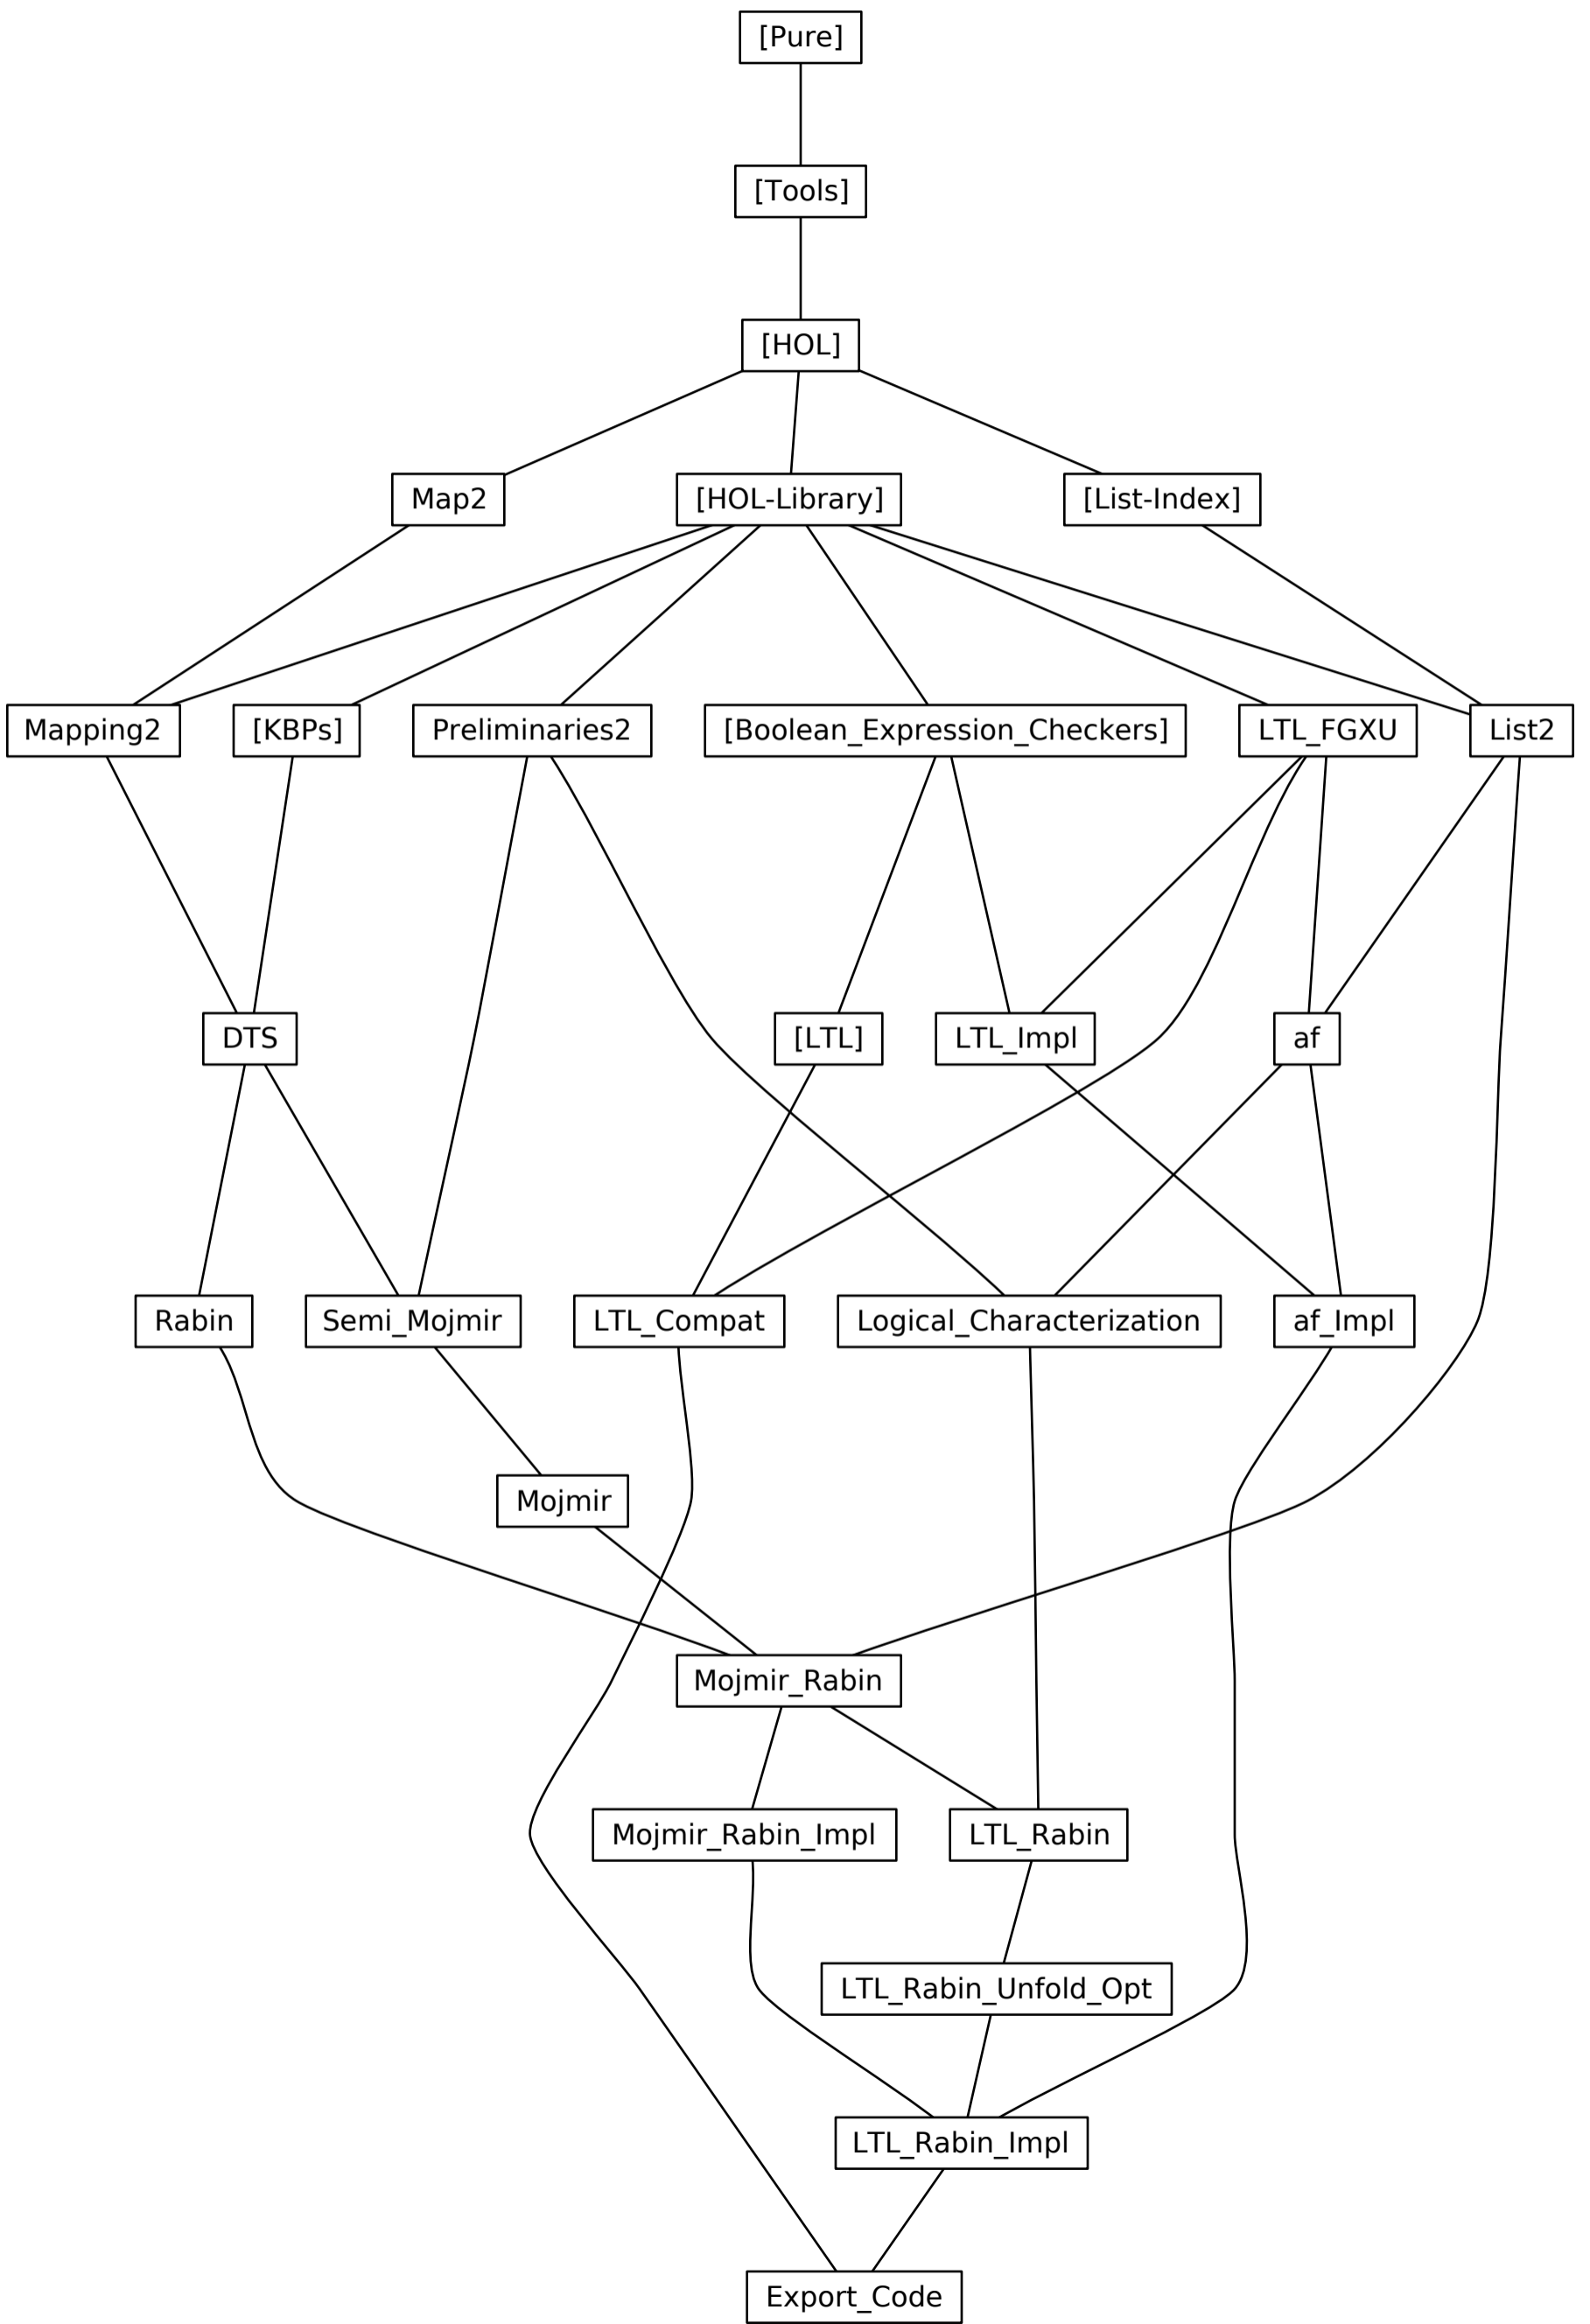 [Pure]
[Tools]
[HOL]
Map2
[HOL-Library]
[List-Index]
Mapping2
[KBPs]
Preliminaries2
[Boolean_Expression_Checkers]
LTL_FGXU
List2
DTS
[LTL]
LTL_Impl
af
Rabin
Semi_Mojmir
LTL_Compat
Logical_Characterization
af_Impl
Mojmir
Mojmir_Rabin
Mojmir_Rabin_Impl
LTL_Rabin
LTL_Rabin_Unfold_Opt
LTL_Rabin_Impl
Export_Code